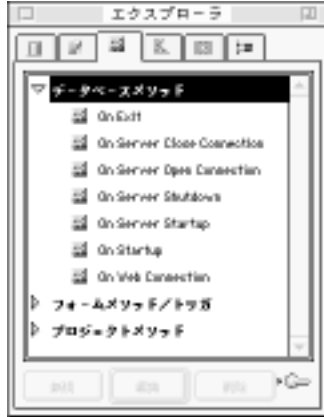 エクスプローラ
データベースメソッド
On Exit
On Server Close Connection
On Server Open Connection
On Server Shutdown
On Server Startup
On Startup
On Web Connection
フォームメソッド/トリガ
プロジェクトメソッド